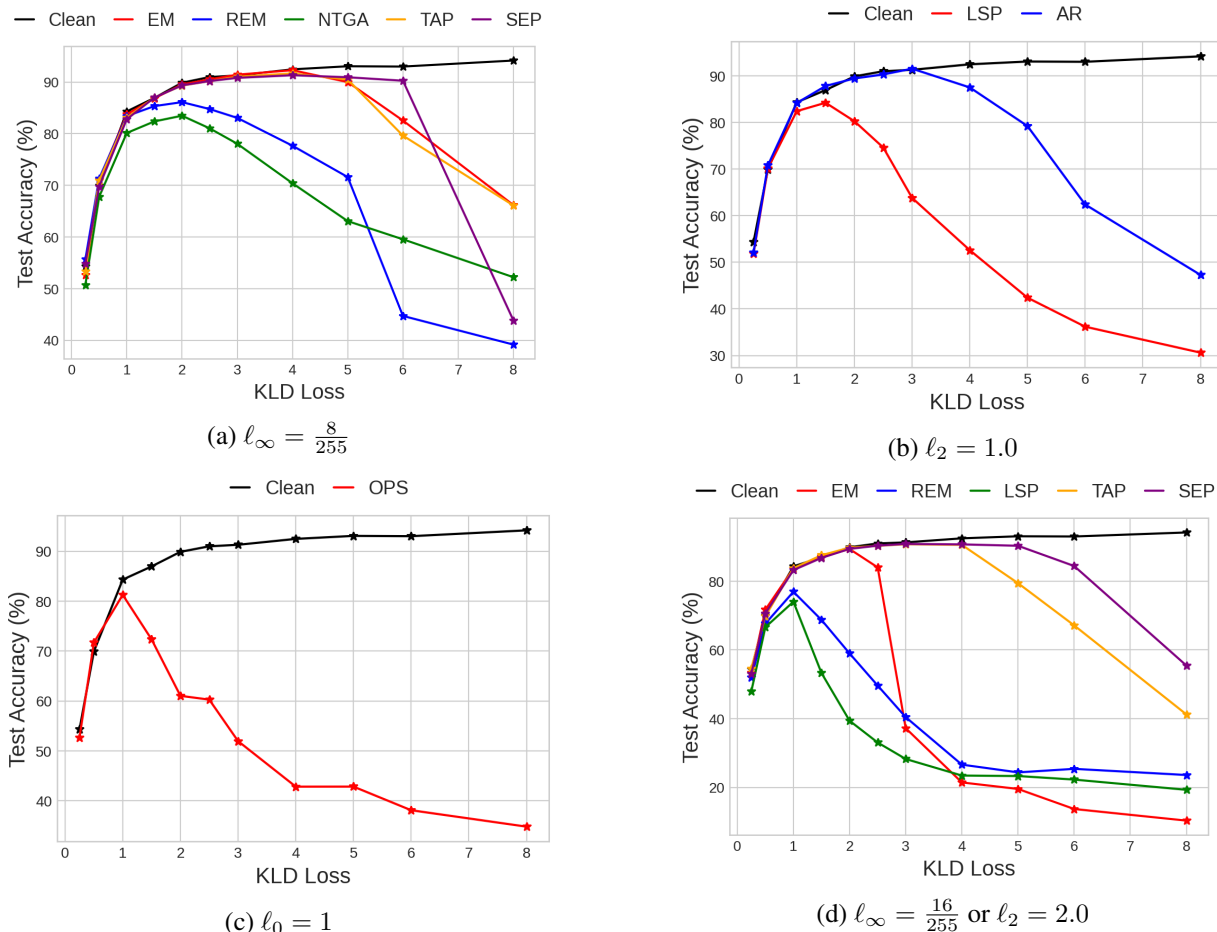 Clean EM REM NTGA TAP SEP
Test Accuracy (%)
90
80
70
60
50
40
0 1 2 3 4 5 6 7 8
KLD Loss
(a) ℓ∞ = 8/255
Clean LSP AR
Test Accuracy (%)
90
80
70
60
50
40
30
0 1 2 3 4 5 6 7 8
KLD Loss
(b) ℓ2 = 1.0
Clean OPS
Test Accuracy (%)
90
80
70
60
50
40
0 1 2 3 4 5 6 7 8
KLD Loss
(c) ℓ0 = 1
Clean EM REM LSP TAP SEP
Test Accuracy (%)
80
60
40
20
0 1 2 3 4 5 6 7 8
KLD Loss
(d) ℓ∞ = 16/255 or ℓ2 = 2.0